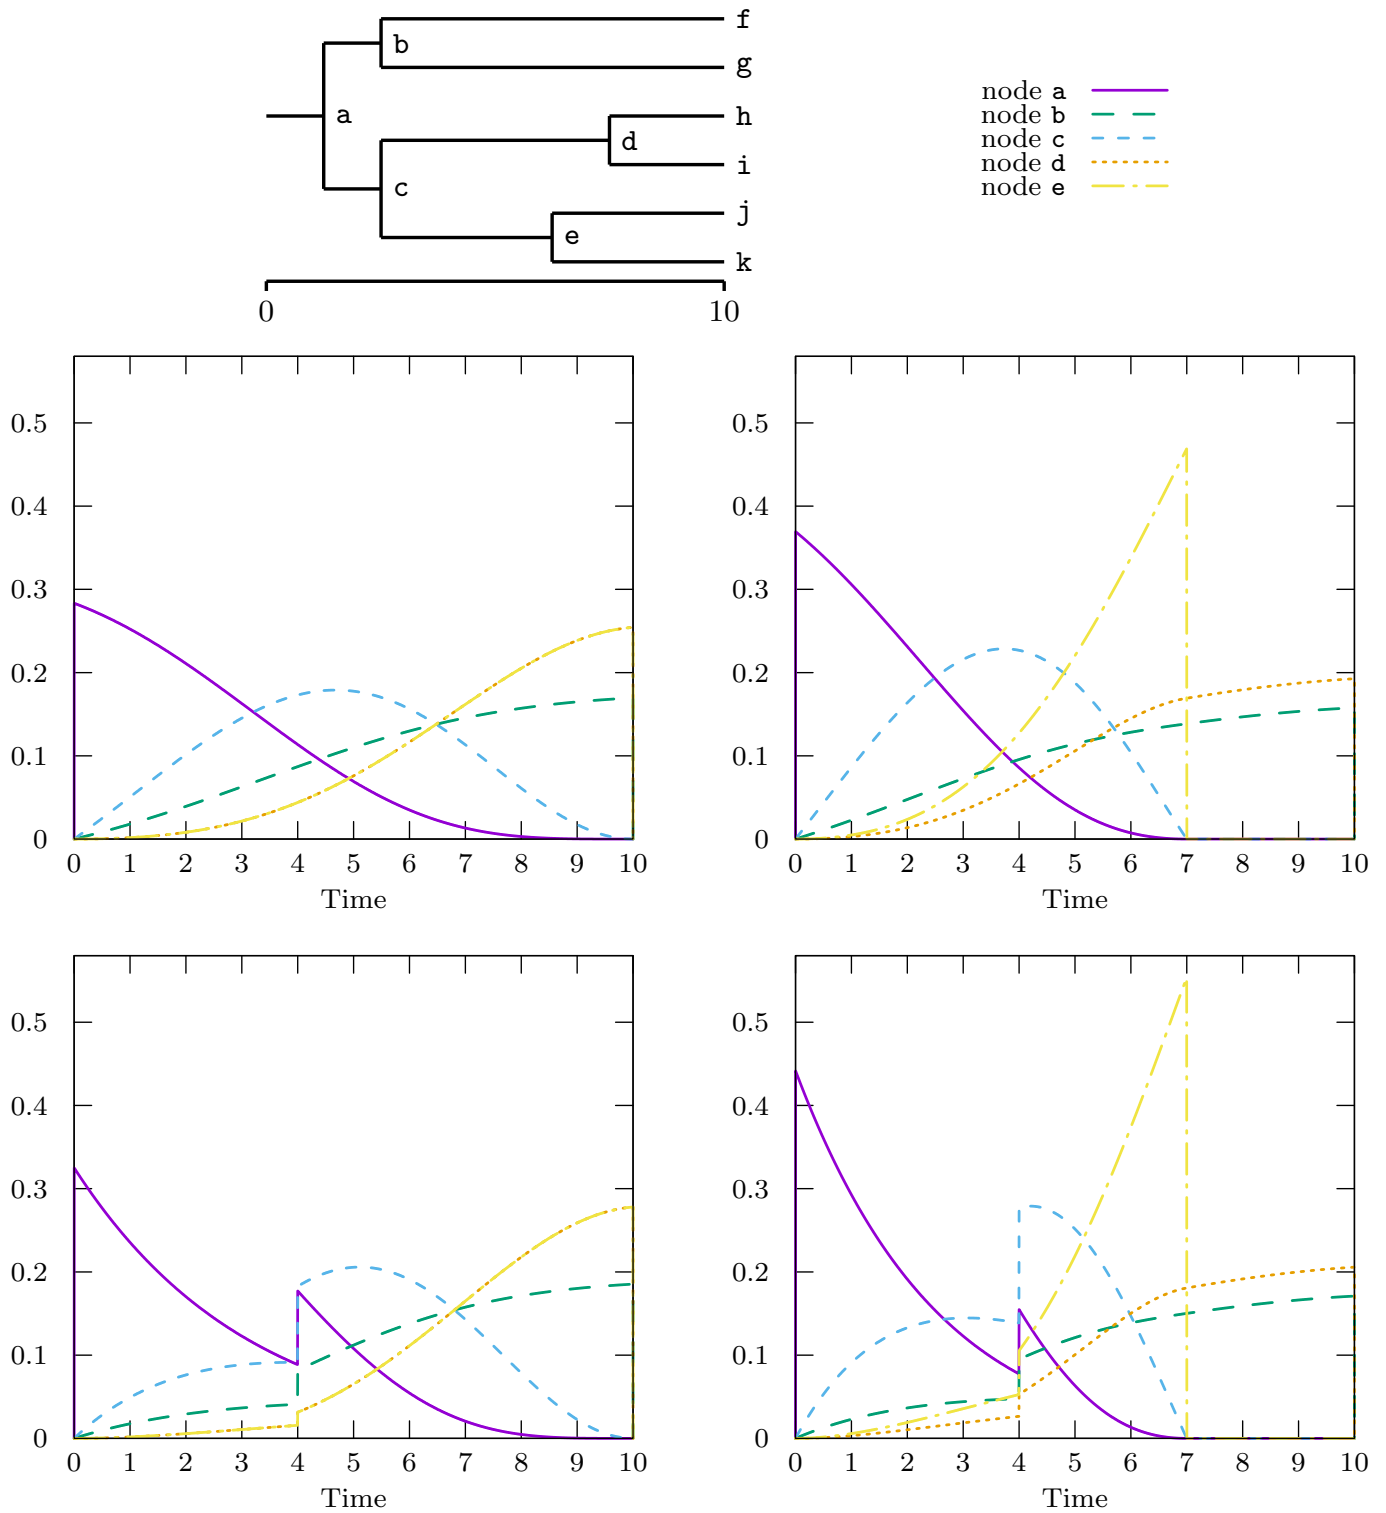 f
b
g
node a
a
h
node b
node c
d
i
node d
c
node e
j
e
k
0 10
0.5 0.5
0.4 0.4
0.3 0.3
0.2 0.2
0.1 0.1
0 0
0 1 2 3 4 5 6 7 8 9 10 0 1 2 3 4 5 6 7 8 9 10
Time Time
0.5 0.5
0.4 0.4
0.3 0.3
0.2 0.2
0.1 0.1
0 0
0 1 2 3 4 5 6 7 8 9 10 0 1 2 3 4 5 6 7 8 9 10
Time Time